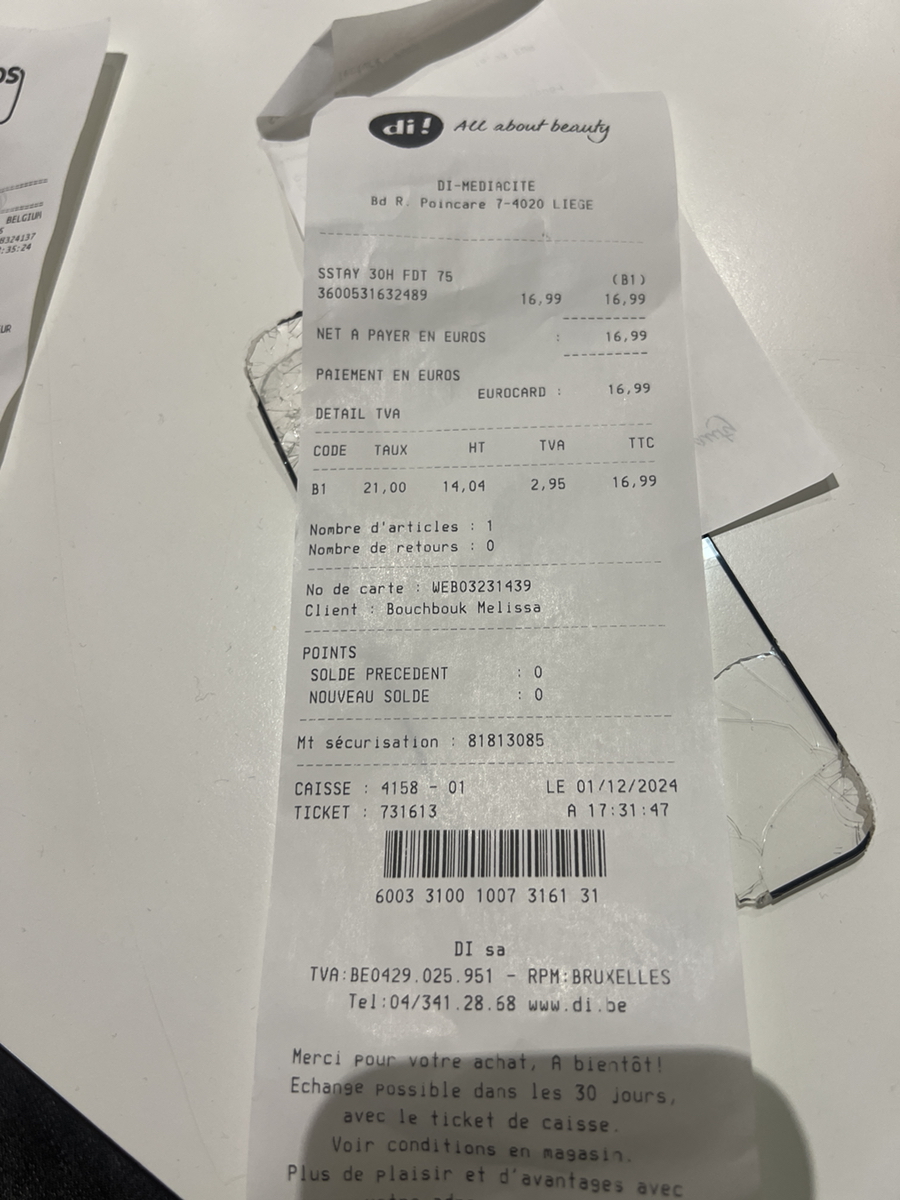 di! All about beauty
DI-MEDIACITE
Bd R. Poincare 7-4020 LIEGE
SSTAY 30H FDT 75 (B1)
3600531632489 16,99 16,99
NET A PAYER EN EUROS : 16,99
PAIEMENT EN EUROS
EUROCARD : 16,99
DETAIL TVA
CODE TAUX HT TVA TTC
B1 21,00 14,04 2,95 16,99
Nombre d'articles : 1
Nombre de retours : 0
No de carte : WEB03231439
Client : Bouchbouk Melissa
POINTS
SOLDE PRECEDENT : 0
NOUVEAU SOLDE : 0
Mt sécurisation : 81813085
CAISSE : 4158 - 01 LE 01/12/2024
TICKET : 731613 A 17:31:47
6003 3100 1007 3161 31
DI sa
TVA:BE0429.025.951 - RPM:BRUXELLES
Tel:04/341.28.68 www.di.be
Merci pour votre achat, A bientôt!
Echange possible dans les 30 jours,
avec le ticket de caisse.
Voir conditions en magasin.
Plus de plaisir et d'avantages avec
BELGIUM
8324137
:35:24